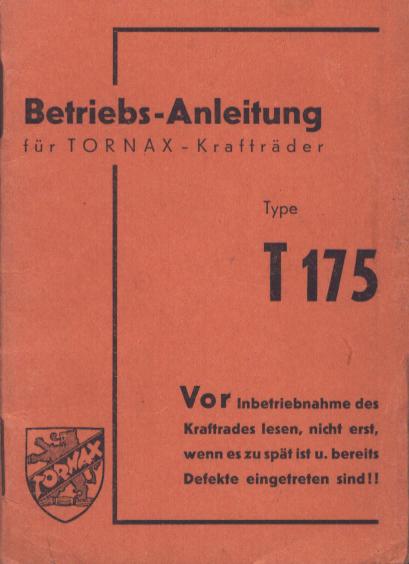 Betriebs-Anleitung
für TORNAX-Krafträder
Type
T 175
Vor Inbetriebnahme des
Kraftrades lesen, nicht erst,
wenn es zu spät ist u. bereits
Defekte eingetreten sind!!
TORNAX